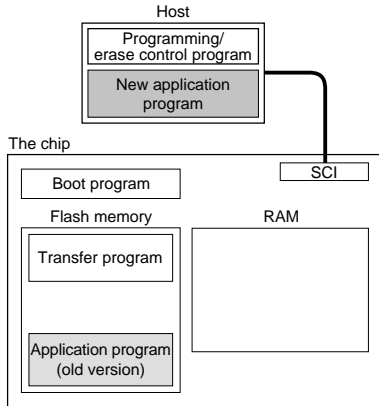 Host
Programming/
erase control program
New application
program
The chip
SCI
Boot program
Flash memory
RAM
Transfer program
Application program
(old version)